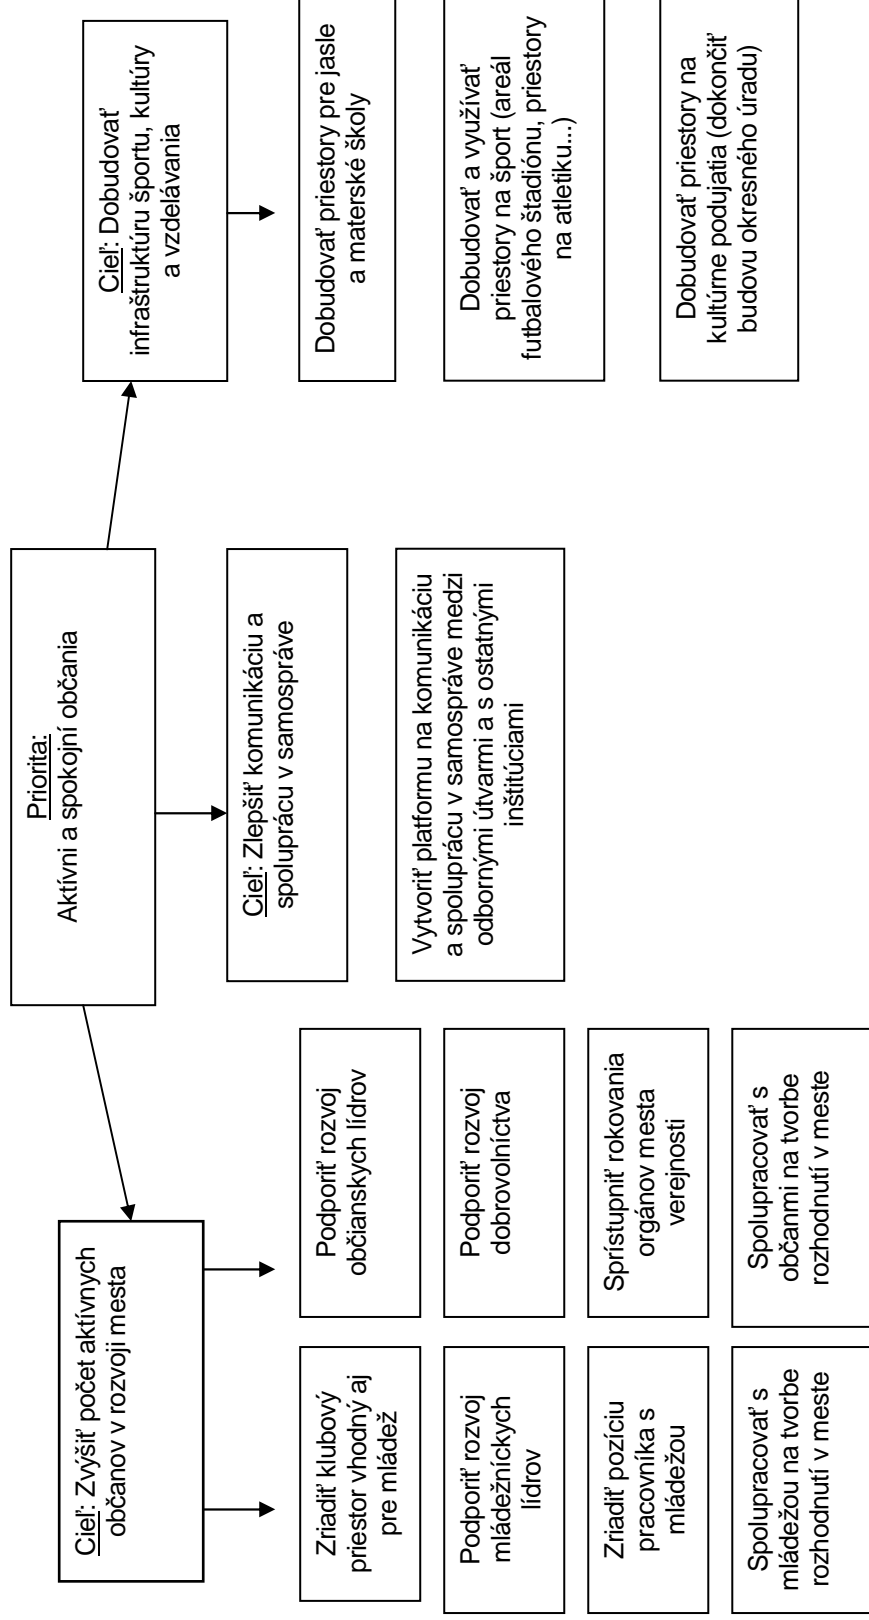 Priorita:
Aktívni a spokojní občania
Cieľ: Zvýšiť počet aktívnych
občanov v rozvoji mesta
Zriadiť klubový
priestor vhodný aj
pre mládež
Podporiť rozvoj
mládežníckych
lídrov
Zriadiť pozíciu
pracovníka s
mládežou
Spolupracovať s
mládežou na tvorbe
rozhodnutí v meste
Podporiť rozvoj
občianskych lídrov
Podporiť rozvoj
dobrovolníctva
Sprístupniť rokovania
orgánov mesta
verejnosti
Spolupracovať s
občanmi na tvorbe
rozhodnutí v meste
Cieľ: Zlepšiť komunikáciu a
spoluprácu v samospráve
Vytvoriť platformu na komunikáciu
a spoluprácu v samospráve medzi
odbornými útvarmi a s ostatnými
inštitúciami
Cieľ: Dobudovať
infraštruktúru športu, kultúry
a vzdelávania
Dobudovať priestory pre jasle
a materské školy
Dobudovať a využívať
priestory na šport (areál
futbalového štadiónu, priestory
na atletiku...)
Dobudovať priestory na
kultúrne podujatia (dokončiť
budovu okresného úradu)